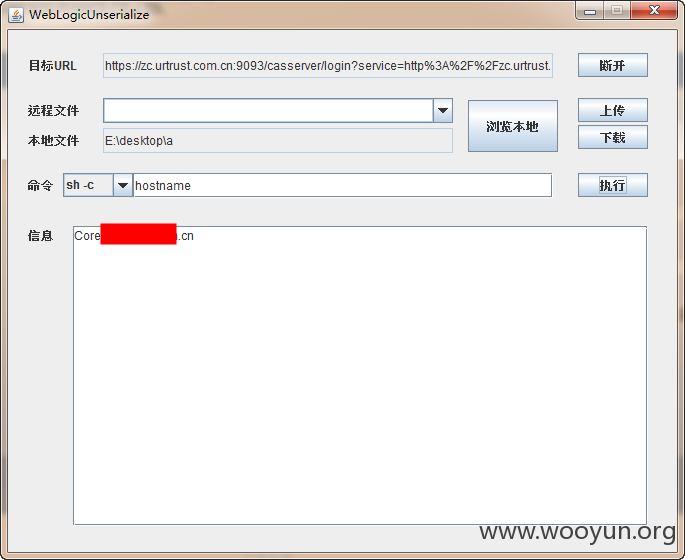 WebLogicUnserialize
目标URL https://zc.urtrust.com.cn:9093/casserver/login?service=http%3A%2F%2Fzc.urtrust. 断开
远程文件 浏览本地 上传
本地文件 E:\desktop\a 下载
命令 sh -c hostname 执行
信息 Core .cn
www.wooyun.org